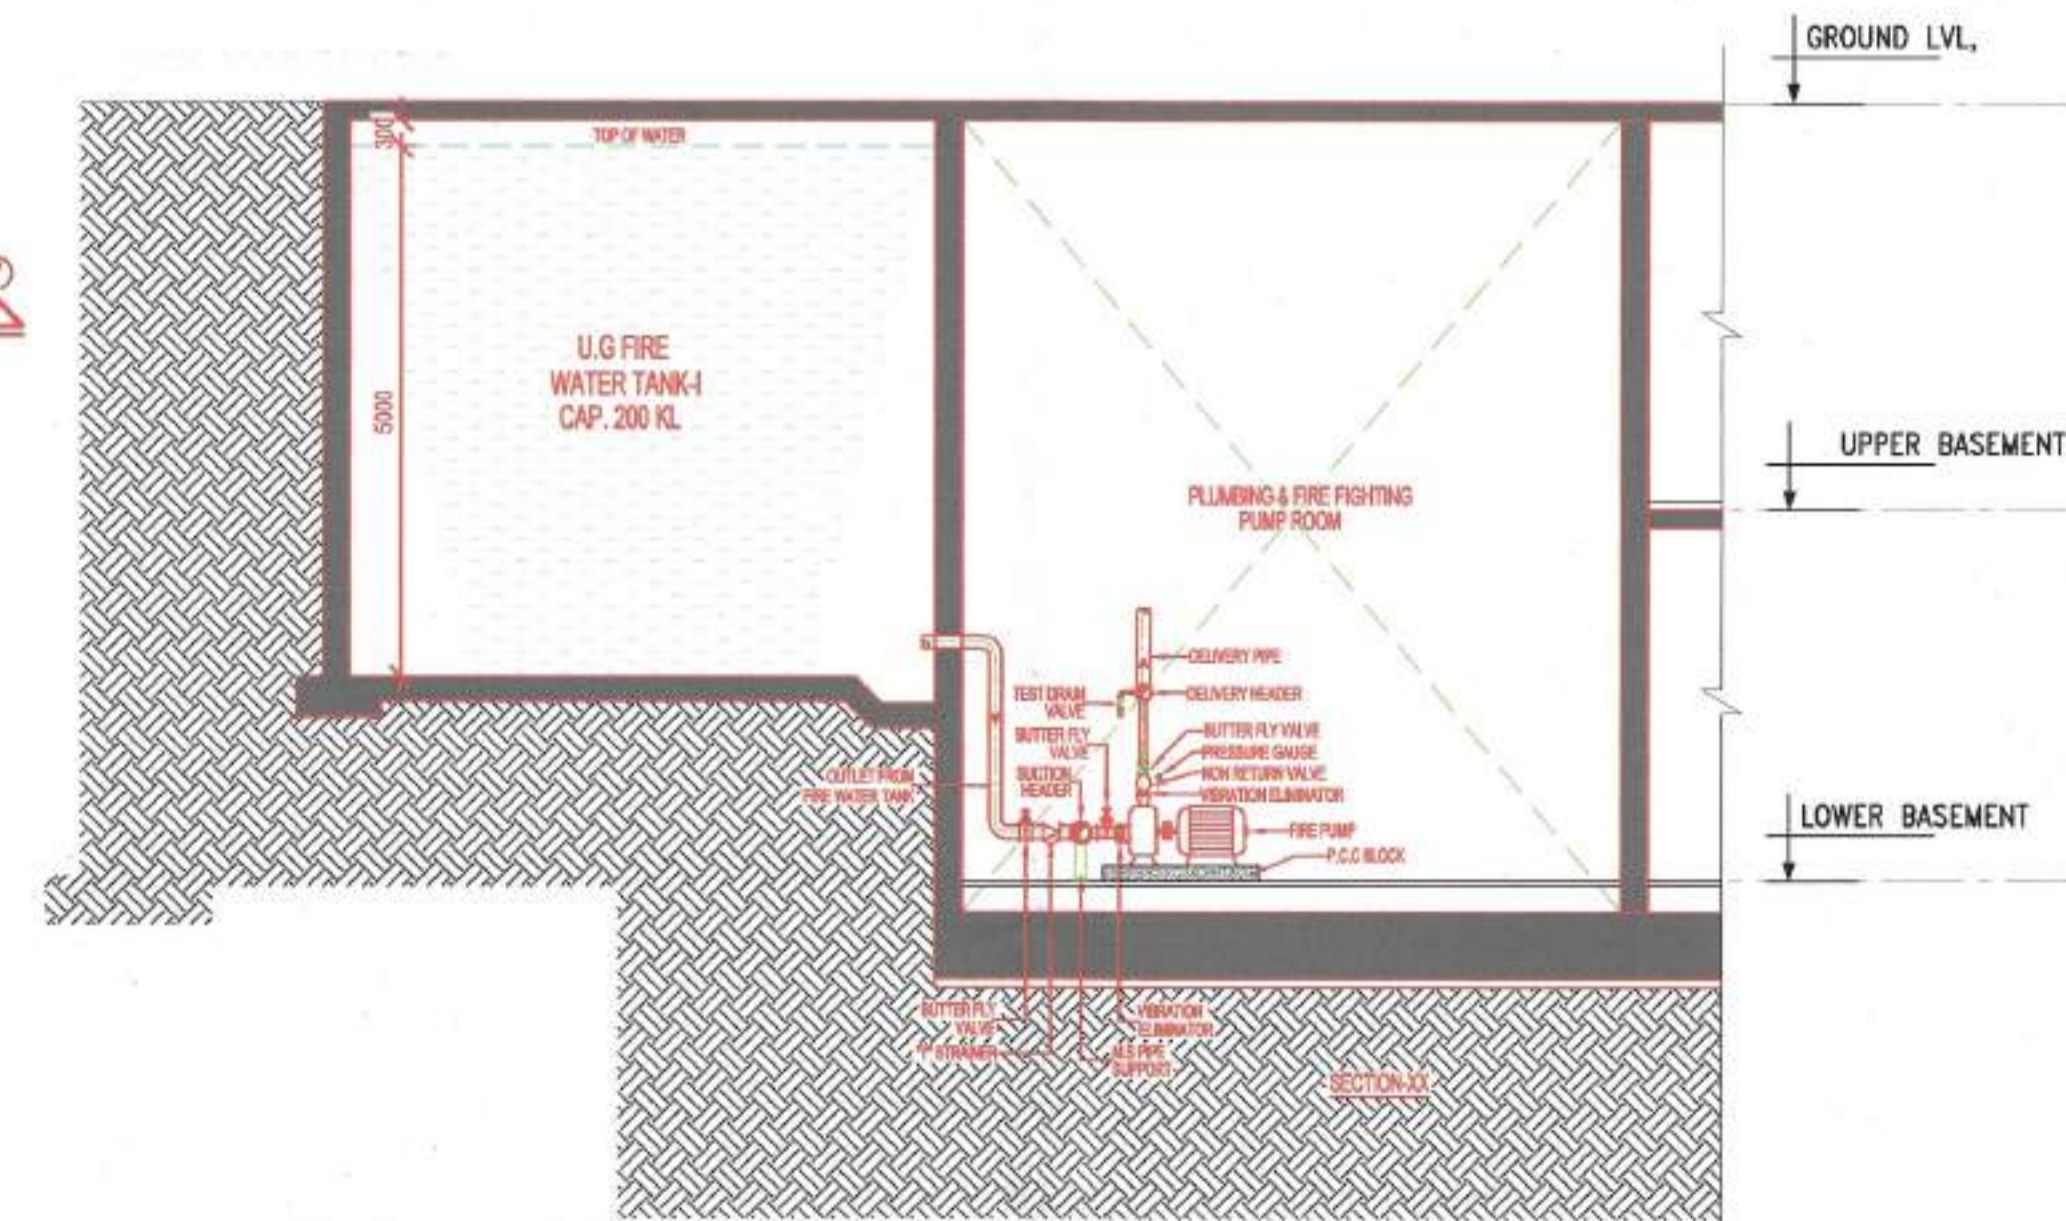 GROUND LVL,
300
TOP OF WATER
U.G FIRE
WATER TANK-I
CAP. 200 KL
5000
UPPER BASEMENT
PLUMBING & FIRE FIGHTING
PUMP ROOM
DELIVERY PIPE
TEST DRAIN
VALVE
DELIVERY HEADER
BUTTER FLY
VALVE
BUTTER FLY VALVE
PRESSURE GAUGE
SUCTION
HEADER
NON RETURN VALVE
VIBRATION ELIMINATOR
OUTLET FROM
FIRE WATER TANK
FIRE PUMP
P.C.C BLOCK
LOWER BASEMENT
BUTTER FLY
VALVE
VIBRATION
ELIMINATOR
STRAINER
M.S PIPE
SUPPORT
SECTION-XX